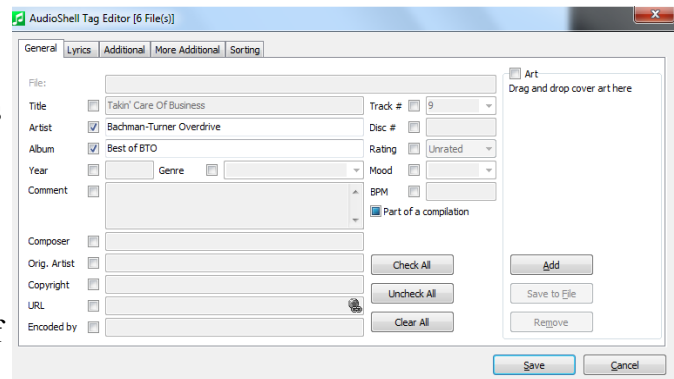 AudioShell Tag Editor [6 File(s)]
General Lyrics Additional More Additional Sorting
File:
Art
Drag and drop cover art here
Title Takin' Care Of Business Track # 9
Artist Bachman-Turner Overdrive Disc #
Album Best of BTO Rating Unrated
Year Genre Mood
Comment BPM
Part of a compilation
Composer
Orig. Artist Check All Add
Copyright
URL Uncheck All Save to File
Encoded by Clear All Remove
Save Cancel